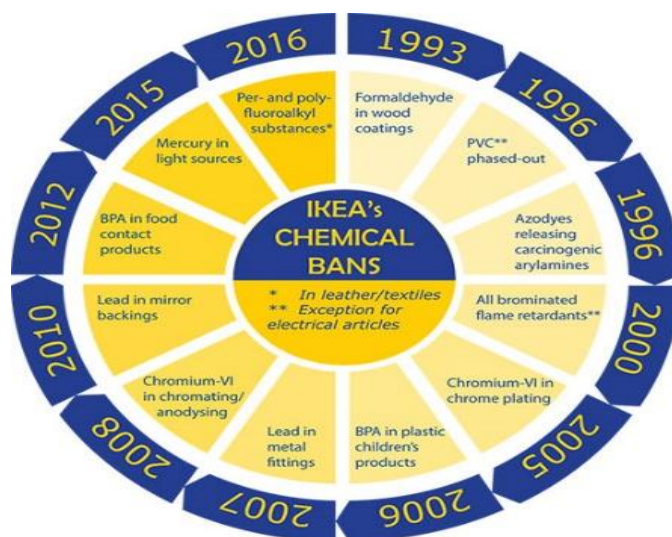 1993
Formaldehyde
in wood
coatings
1996
PVC**
phased-out
1996
Azodyes
releasing
carcinogenic
arylamines
2000
All brominated
flame retardants**
2005
Chromium-VI in
chrome plating
2006
BPA in plastic
children's
products
2007
Lead in
metal
fittings
2008
Chromium-VI
in chromating/
anodysing
2010
Lead in mirror
backings
2012
BPA in food
contact
products
2015
Mercury in
light sources
2016
Per- and poly-
fluoroalkyl
substances*
IKEA's
CHEMICAL
BANS
* In leather/textiles
** Exception for
electrical articles